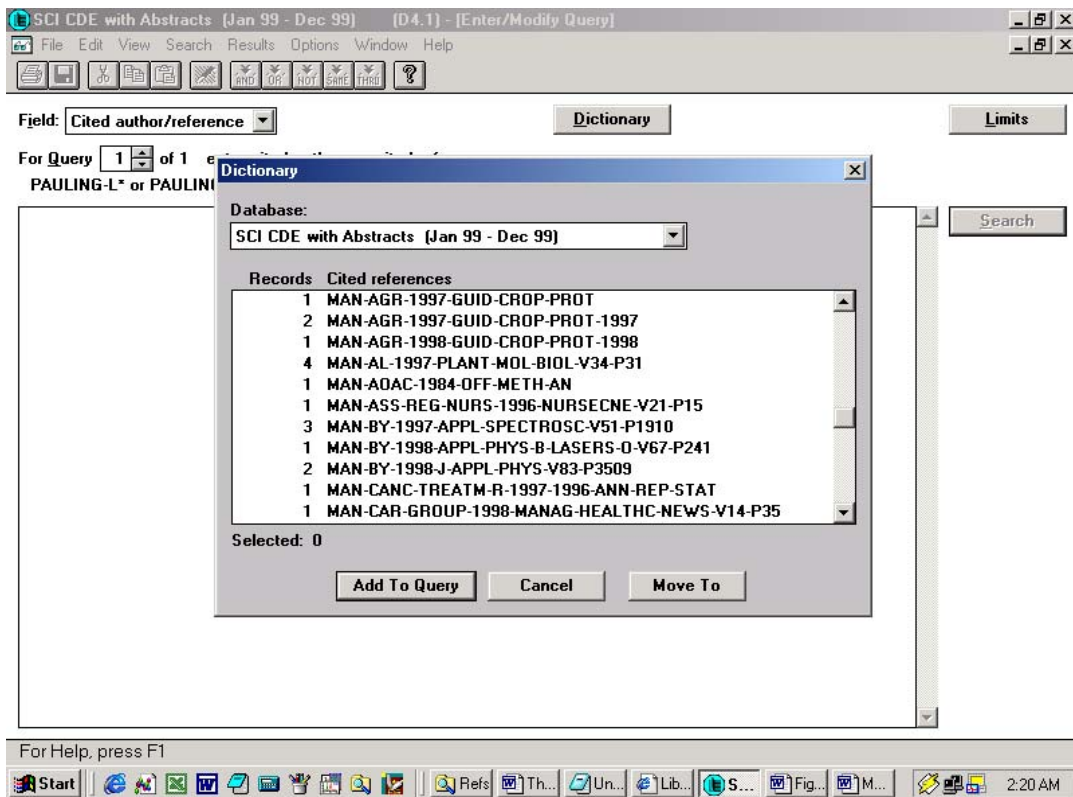 SCI CDE with Abstracts (Jan 99 - Dec 99) (D4.1) - [Enter/Modify Query]
File Edit View Search Results Options Window Help
AND OR NOT SAME THRU ?
Field: Cited author/reference Dictionary Limits
For Query 1 of 1
PAULING-L* or PAULIN
Search
Dictionary
Database:
SCI CDE with Abstracts (Jan 99 - Dec 99)
Records Cited references
1 MAN-AGR-1997-GUID-CROP-PROT
2 MAN-AGR-1997-GUID-CROP-PROT-1997
1 MAN-AGR-1998-GUID-CROP-PROT-1998
4 MAN-AL-1997-PLANT-MOL-BIOL-V34-P31
1 MAN-AOAC-1984-OFF-METH-AN
1 MAN-ASS-REG-NURS-1996-NURSECNE-V21-P15
3 MAN-BY-1997-APPL-SPECTROSC-V51-P1910
1 MAN-BY-1998-APPL-PHYS-B-LASERS-O-V67-P241
2 MAN-BY-1998-J-APPL-PHYS-V83-P3509
1 MAN-CANC-TREATM-R-1997-1996-ANN-REP-STAT
1 MAN-CAR-GROUP-1998-MANAG-HEALTHC-NEWS-V14-P35
Selected: 0
Add To Query Cancel Move To
For Help, press F1
Start Refs Th... Un... Lib... S... Fig... M... 2:20 AM